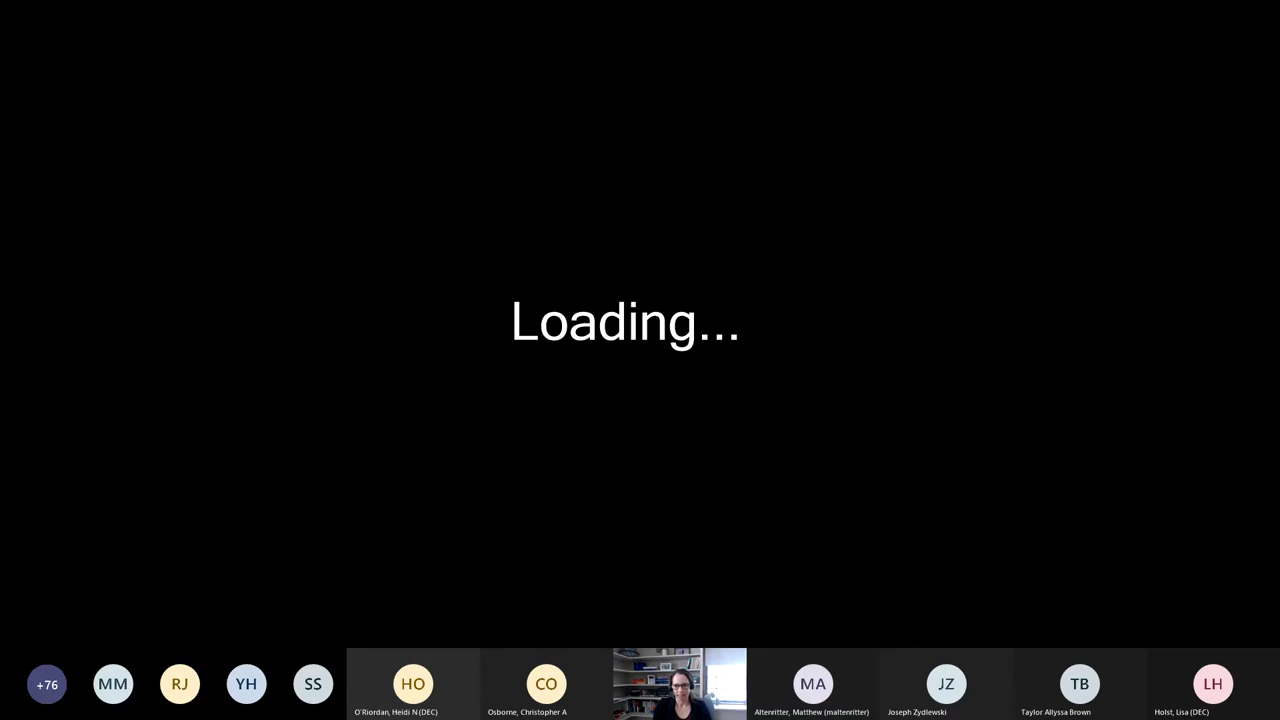 Loading...
+76
MM
RJ
YH
SS
HO
O'Riordan, Heidi N (DEC)
CO
Osborne, Christopher A
MA
Altenritter, Matthew (maltenritter)
JZ
Joseph Zydlewski
TB
Taylor Allyssa Brown
LH
Holst, Lisa (DEC)